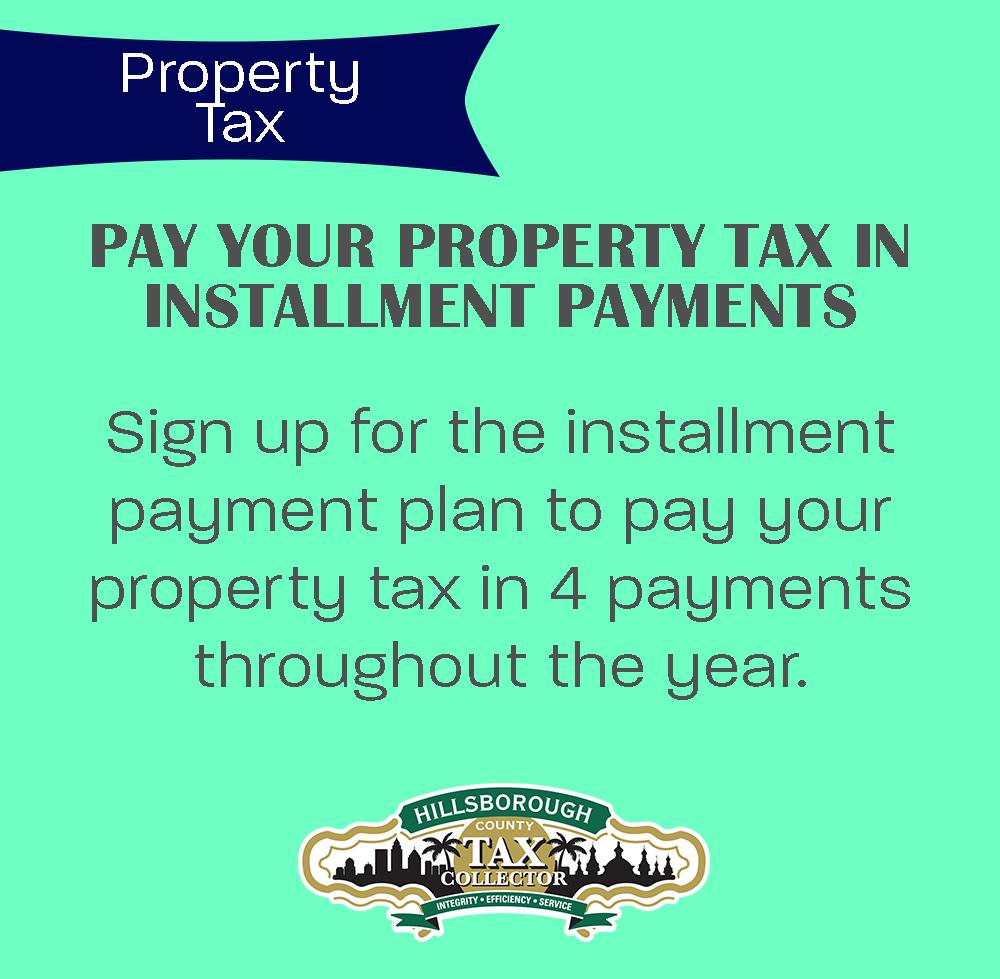 Property
Tax
PAY YOUR PROPERTY TAX IN
INSTALLMENT PAYMENTS
Sign up for the installment
payment plan to pay your
property tax in 4 payments
throughout the year.
HILLSBOROUGH
COUNTY
TAX
COLLECTOR
INTEGRITY • EFFICIENCY • SERVICE